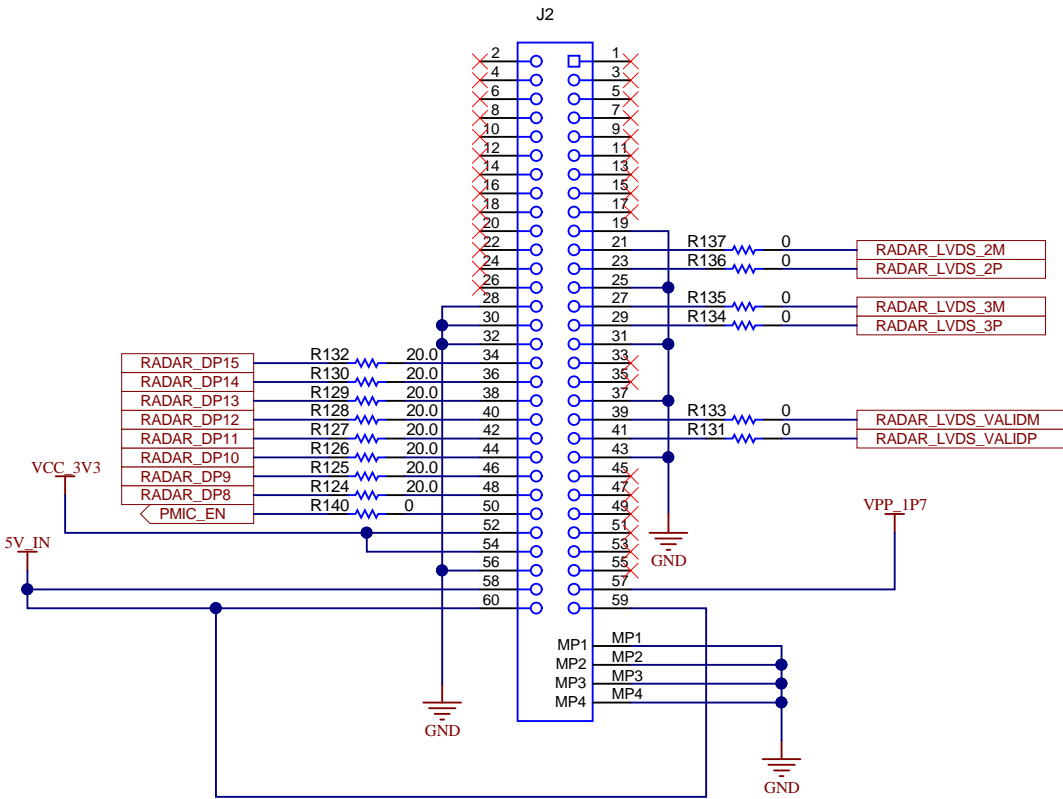 J2
2 1
4 3
6 5
8 7
10 9
12 11
14 13
16 15
18 17
20 19
22 21 R137 0 RADAR_LVDS_2M
24 23 R136 0 RADAR_LVDS_2P
26 25
28 27 R135 0 RADAR_LVDS_3M
30 29 R134 0 RADAR_LVDS_3P
32 31
RADAR_DP15 R132 20.0 34 33
RADAR_DP14 R130 20.0 36 35
RADAR_DP13 R129 20.0 38 37
RADAR_DP12 R128 20.0 40 39 R133 0 RADAR_LVDS_VALIDM
RADAR_DP11 R127 20.0 42 41 R131 0 RADAR_LVDS_VALIDP
RADAR_DP10 R126 20.0 44 43
VCC_3V3
RADAR_DP9 R125 20.0 46 45
RADAR_DP8 R124 20.0 48 47
PMIC_EN R140 0 50 49
VPP_1P7
52 51
5V_IN
54 53
56 55
GND
58 57
60 59
MP1 MP1
MP2 MP2
MP3 MP3
MP4 MP4
GND
GND